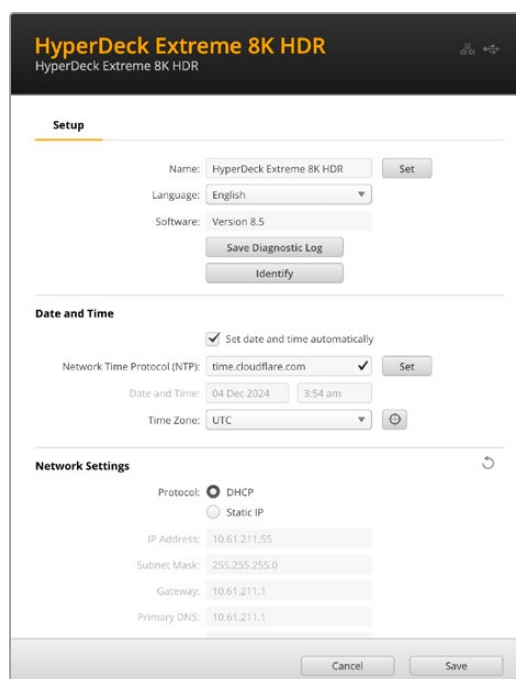 HyperDeck Extreme 8K HDR
HyperDeck Extreme 8K HDR
Setup
Name: HyperDeck Extreme 8K HDR Set
Language: English
Software: Version 8.5
Save Diagnostic Log
Identify
Date and Time
Set date and time automatically
Network Time Protocol (NTP): time.cloudflare.com Set
Date and Time: 04 Dec 2024 3:54 am
Time Zone: UTC
Network Settings
Protocol: DHCP
Static IP
IP Address: 10.61.211.55
Subnet Mask: 255.255.255.0
Gateway: 10.61.211.1
Primary DNS: 10.61.211.1
Cancel Save